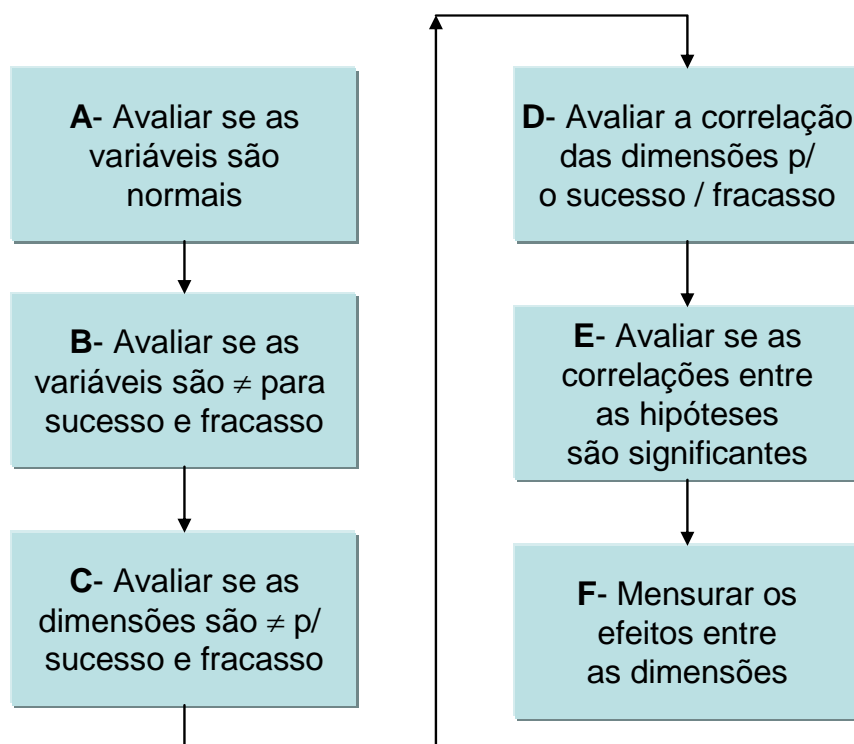 A- Avaliar se as
variáveis são
normais
B- Avaliar se as
variáveis são ≠ para
sucesso e fracasso
C- Avaliar se as
dimensões são ≠ p/
sucesso e fracasso
D- Avaliar a correlação
das dimensões p/
o sucesso / fracasso
E- Avaliar se as
correlações entre
as hipóteses
são significantes
F- Mensurar os
efeitos entre
as dimensões